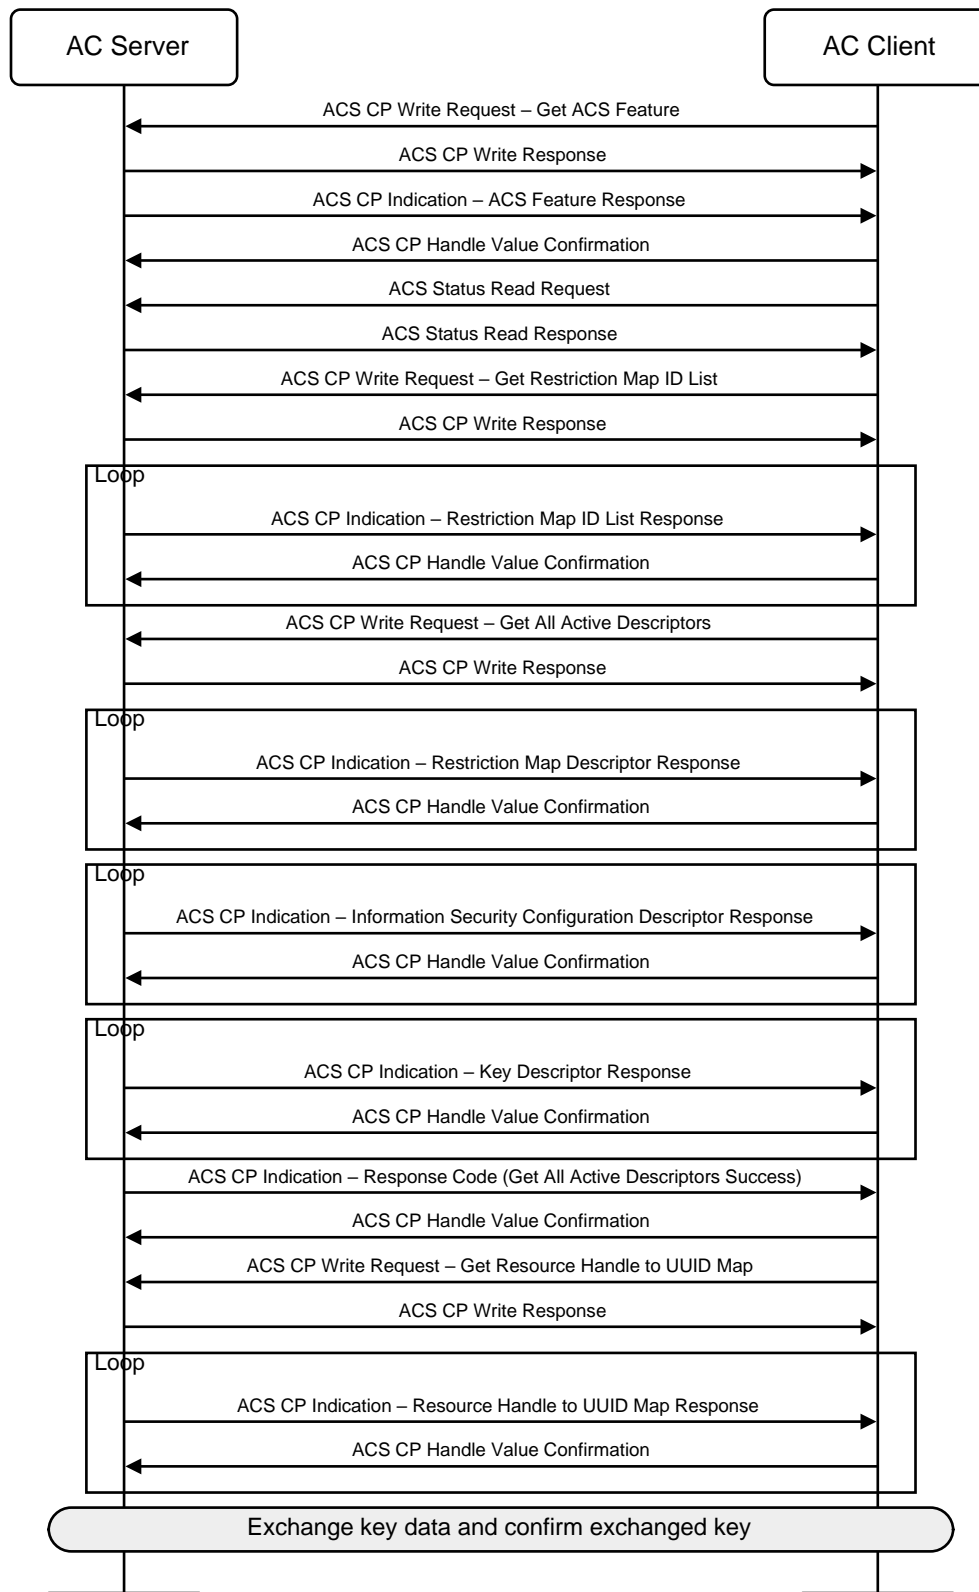 AC Server
AC Client
ACS CP Write Request – Get ACS Feature
ACS CP Write Response
ACS CP Indication – ACS Feature Response
ACS CP Handle Value Confirmation
ACS Status Read Request
ACS Status Read Response
ACS CP Write Request – Get Restriction Map ID List
ACS CP Write Response
Loop
ACS CP Indication – Restriction Map ID List Response
ACS CP Handle Value Confirmation
ACS CP Write Request – Get All Active Descriptors
ACS CP Write Response
Loop
ACS CP Indication – Restriction Map Descriptor Response
ACS CP Handle Value Confirmation
Loop
ACS CP Indication – Information Security Configuration Descriptor Response
ACS CP Handle Value Confirmation
Loop
ACS CP Indication – Key Descriptor Response
ACS CP Handle Value Confirmation
ACS CP Indication – Response Code (Get All Active Descriptors Success)
ACS CP Handle Value Confirmation
ACS CP Write Request – Get Resource Handle to UUID Map
ACS CP Write Response
Loop
ACS CP Indication – Resource Handle to UUID Map Response
ACS CP Handle Value Confirmation
Exchange key data and confirm exchanged key